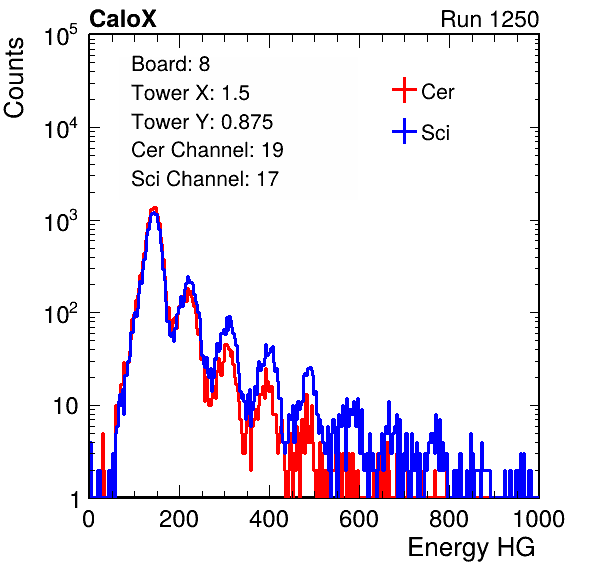 CaloX Run 1250
Counts
10^5
10^4
10^3
10^2
10
1
Board: 8
Tower X: 1.5
Tower Y: 0.875
Cer Channel: 19
Sci Channel: 17
Cer
Sci
0 200 400 600 800 1000
Energy HG